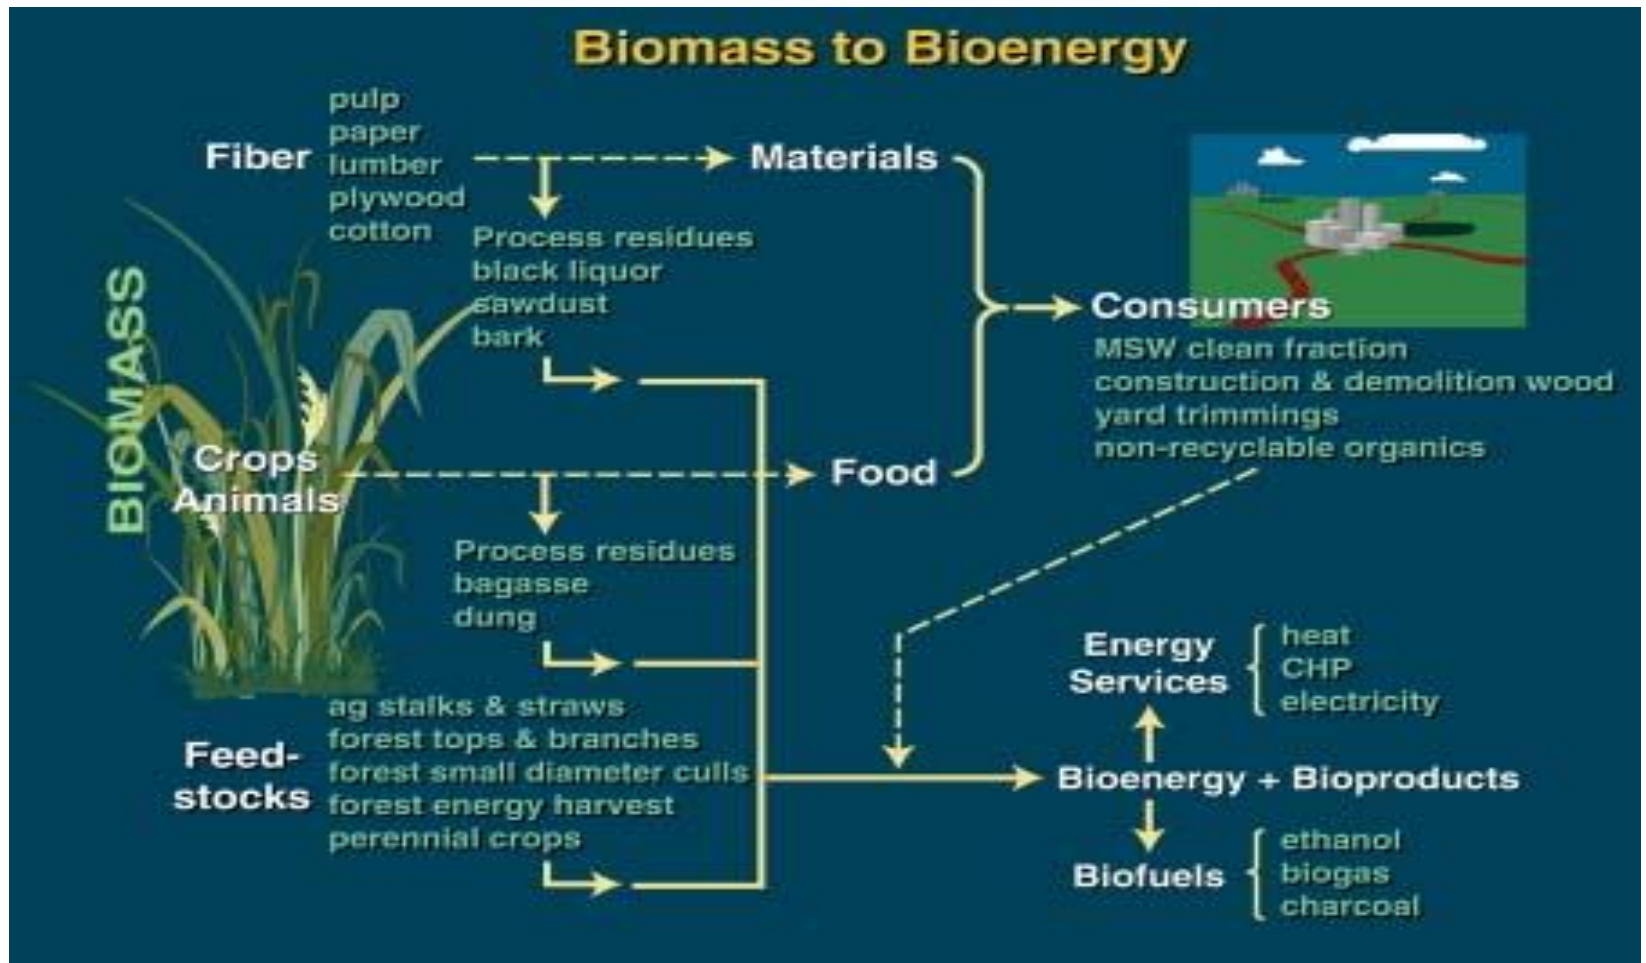 Biomass to Bioenergy
BIOMASS
Fiber
pulp
paper
lumber
plywood
cotton
Materials
Process residues
black liquor
sawdust
bark
Consumers
MSW clean fraction
construction & demolition wood
yard trimmings
non-recyclable organics
Crops
Animals
Food
Process residues
bagasse
dung
Feed-
stocks
ag stalks & straws
forest tops & branches
forest small diameter culls
forest energy harvest
perennial crops
Energy
Services
heat
CHP
electricity
Bioenergy + Bioproducts
Biofuels
ethanol
biogas
charcoal